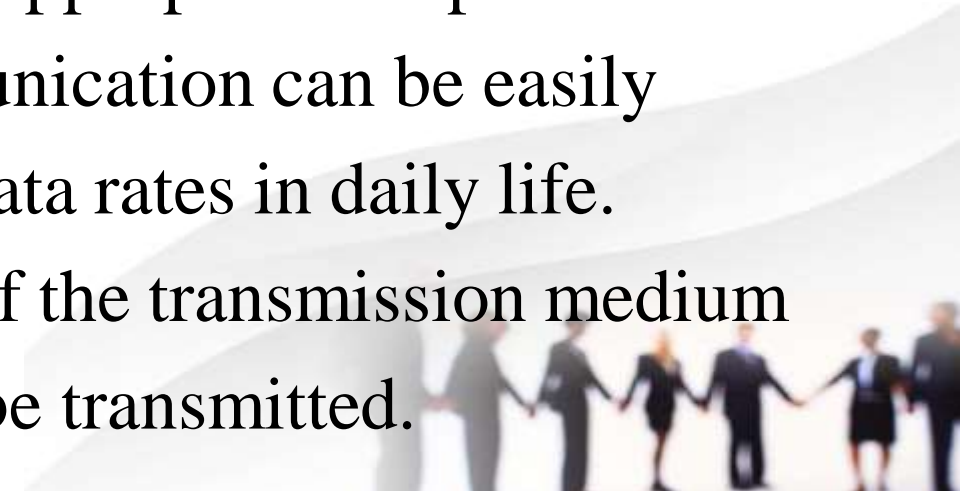 unication can be easily
ata rates in daily life.
f the transmission medium
be transmitted.